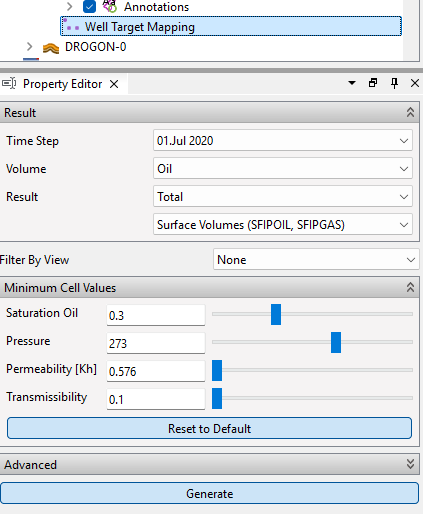 Annotations
Well Target Mapping
DROGON-0
Property Editor
Result
Time Step 01.Jul 2020
Volume Oil
Result Total
Surface Volumes (SFIPOIL, SFIPGAS)
Filter By View None
Minimum Cell Values
Saturation Oil 0.3
Pressure 273
Permeability [Kh] 0.576
Transmissibility 0.1
Reset to Default
Advanced
Generate